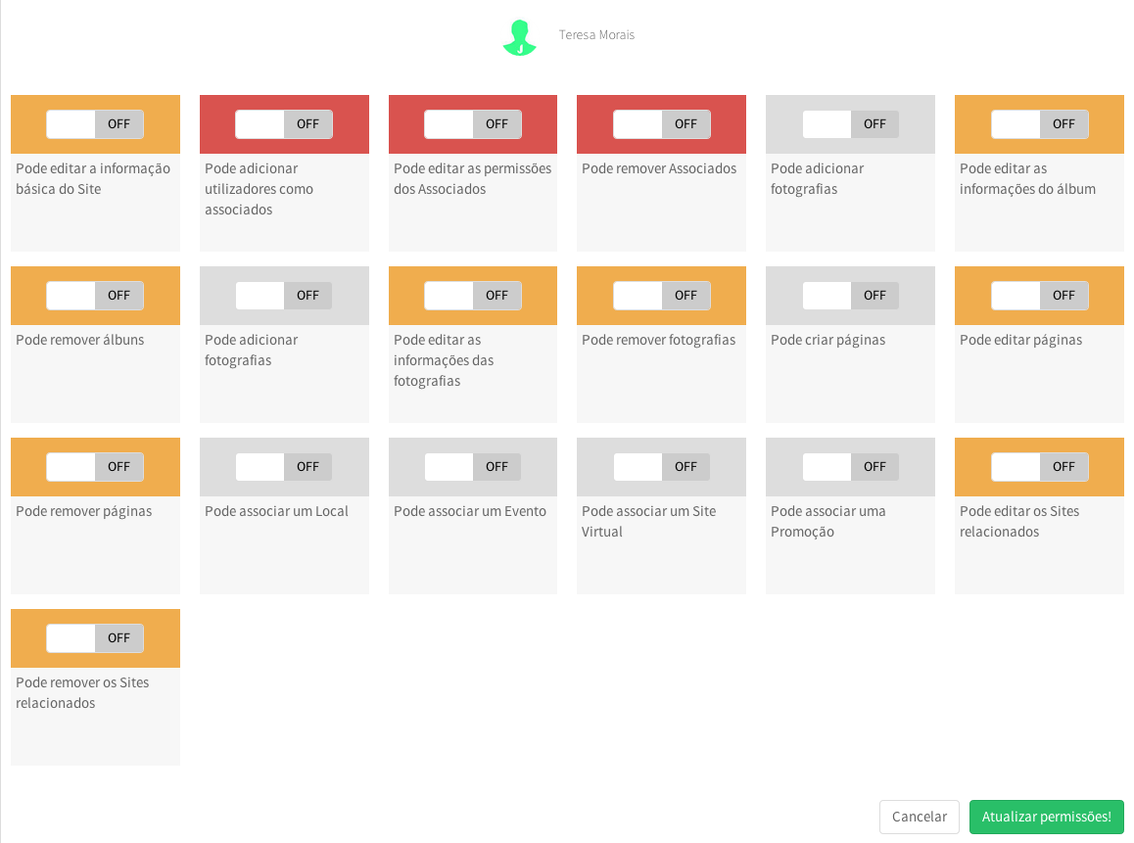 Teresa Morais
OFF OFF OFF OFF OFF OFF
Pode editar a informação
básica do Site
Pode adicionar
utilizadores como
associados
Pode editar as permissões
dos Associados
Pode remover Associados
Pode adicionar
fotografias
Pode editar as
informações do álbum
OFF OFF OFF OFF OFF OFF
Pode remover álbuns
Pode adicionar
fotografias
Pode editar as
informações das
fotografias
Pode remover fotografias
Pode criar páginas
Pode editar páginas
OFF OFF OFF OFF OFF OFF
Pode remover páginas
Pode associar um Local
Pode associar um Evento
Pode associar um Site
Virtual
Pode associar uma
Promoção
Pode editar os Sites
relacionados
OFF
Pode remover os Sites
relacionados
Cancelar
Atualizar permissões!